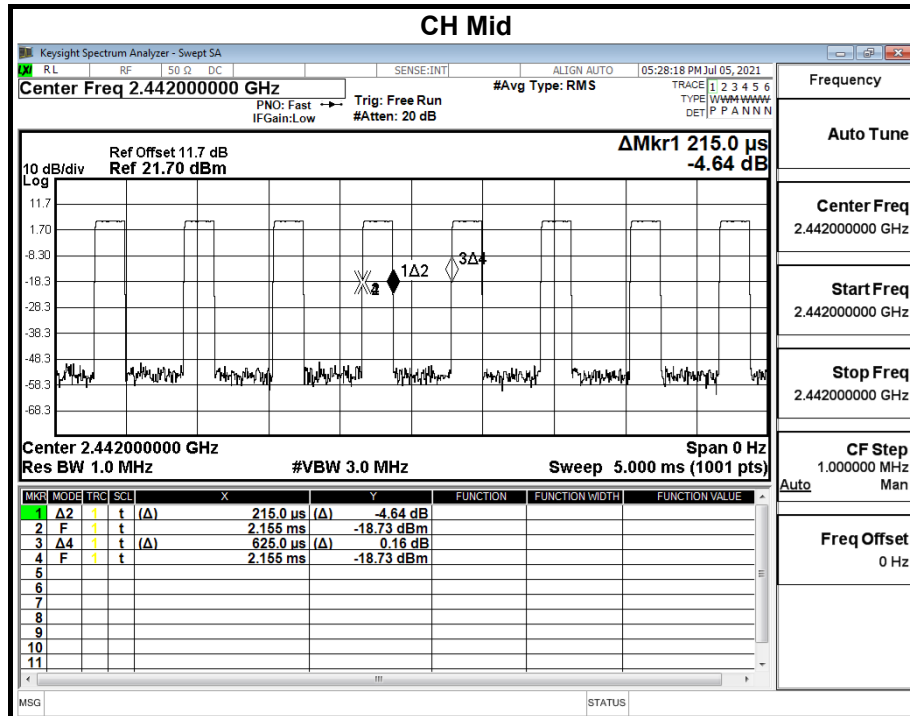 CH Mid
Keysight Spectrum Analyzer - Swept SA
LXI RL RF 50 Ω DC SENSE:INT ALIGN AUTO 05:28:18 PM Jul 05, 2021
Center Freq 2.442000000 GHz #Avg Type: RMS TRACE 1 2 3 4 5 6
PNO: Fast Trig: Free Run TYPE WWWWWW
IFGain:Low #Atten: 20 dB DET P P A N N N
Frequency
ΔMkr1 215.0 µs
-4.64 dB
Ref Offset 11.7 dB
10 dB/div Ref 21.70 dBm
Log
11.7
1.70
-8.30
-18.3
-28.3
-38.3
-48.3
-58.3
-68.3
1Δ2
3Δ4
Center 2.442000000 GHz Span 0 Hz
Res BW 1.0 MHz #VBW 3.0 MHz Sweep 5.000 ms (1001 pts)
MKR MODE TRC SCL X Y FUNCTION FUNCTION WIDTH FUNCTION VALUE
1 Δ2 1 t (Δ) 215.0 µs (Δ) -4.64 dB
2 F 1 t 2.155 ms -18.73 dBm
3 Δ4 1 t (Δ) 625.0 µs (Δ) 0.16 dB
4 F 1 t 2.155 ms -18.73 dBm
5
6
7
8
9
10
11
MSG STATUS
Auto Tune
Center Freq
2.442000000 GHz
Start Freq
2.442000000 GHz
Stop Freq
2.442000000 GHz
CF Step
1.000000 MHz
Auto Man
Freq Offset
0 Hz